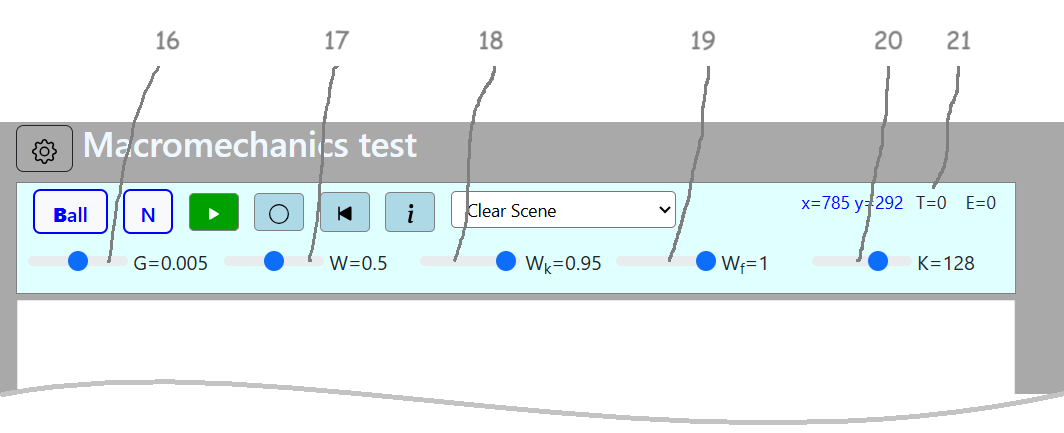 16 17 18 19 20 21
Macromechanics test
Ball N i Clear Scene x=785 y=292 T=0 E=0
G=0.005 W=0.5 Wₖ=0.95 W_f=1 K=128